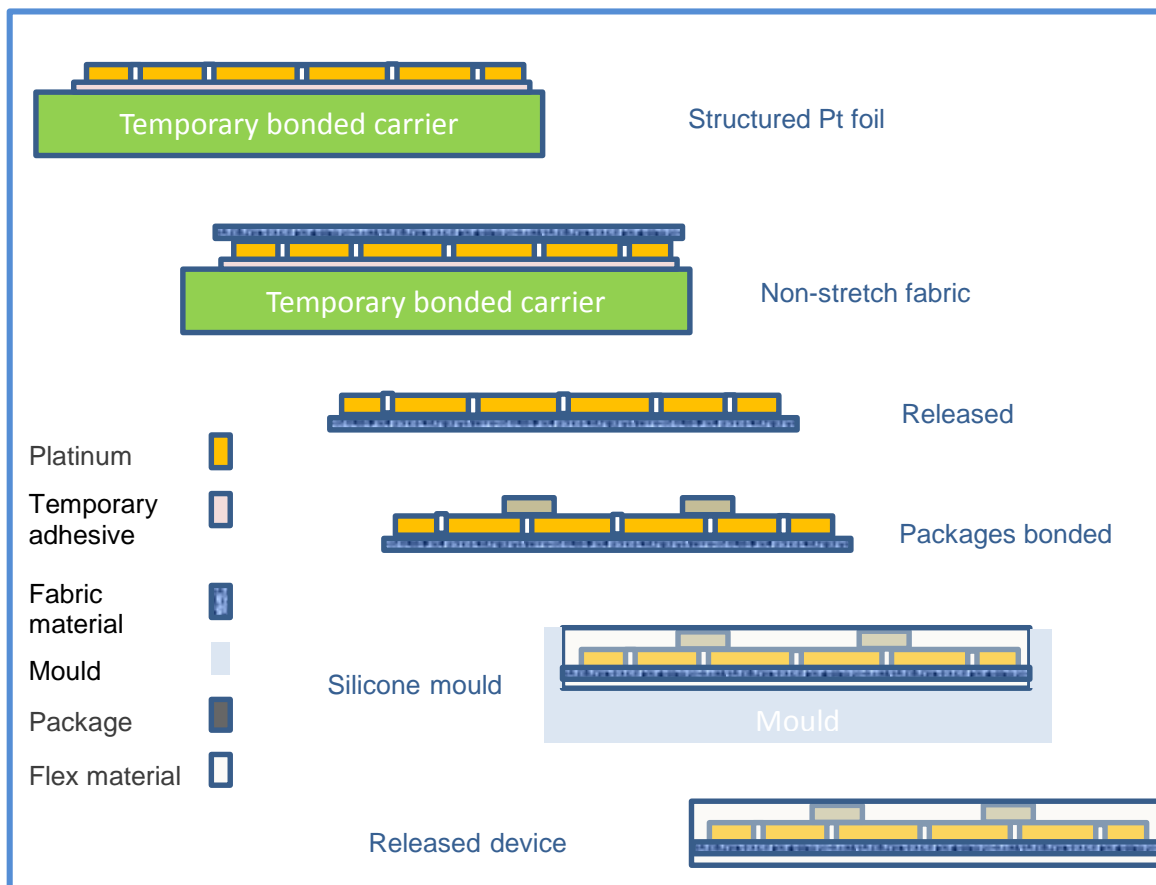 Temporary bonded carrier
Structured Pt foil
Temporary bonded carrier
Non-stretch fabric
Released
Platinum
Temporary
adhesive
Packages bonded
Fabric
material
Mould
Silicone mould
Mould
Package
Flex material
Released device